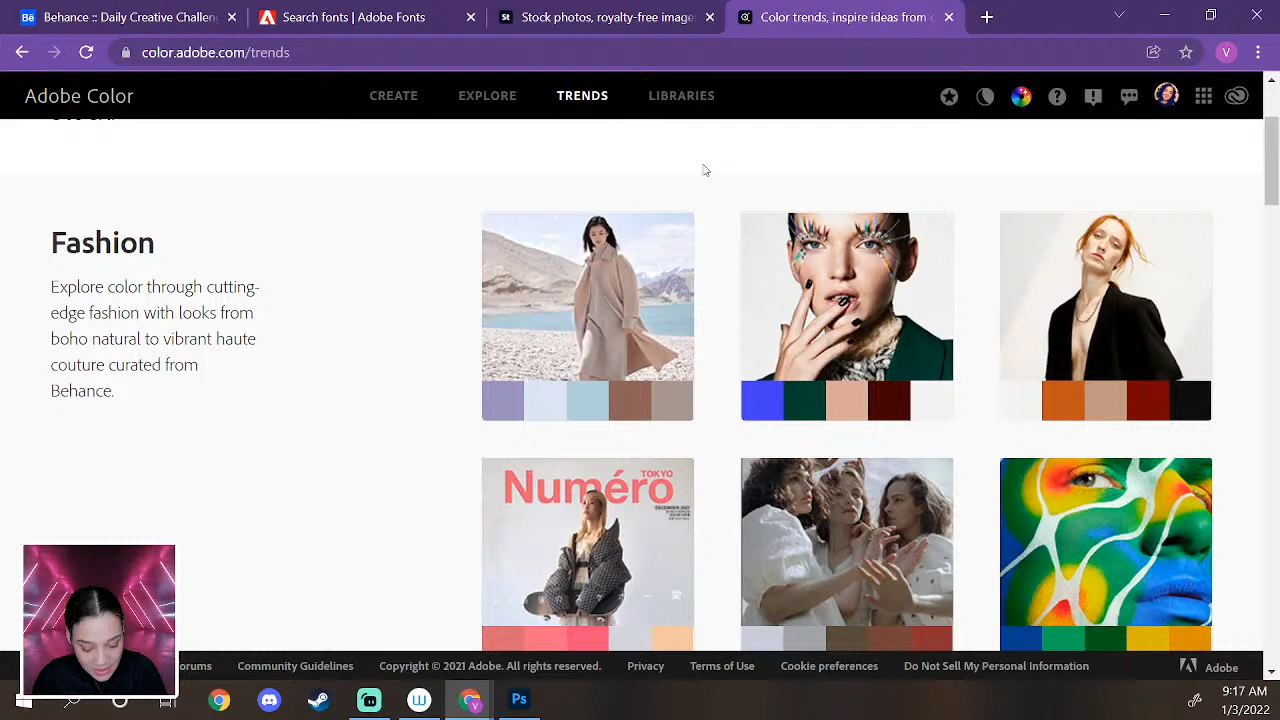 Behance :: Daily Creative Challeng
Search fonts | Adobe Fonts
Stock photos, royalty-free image
Color trends, inspire ideas from
color.adobe.com/trends
V
Adobe Color
CREATE
EXPLORE
TRENDS
LIBRARIES
Fashion
Explore color through cutting-
edge fashion with looks from
boho natural to vibrant haute
couture curated from
Behance.
Numéro
TOKYO
DECEMBER 2021
orums
Community Guidelines
Copyright © 2021 Adobe. All rights reserved.
Privacy
Terms of Use
Cookie preferences
Do Not Sell My Personal Information
Adobe
Ps
9:17 AM
1/3/2022